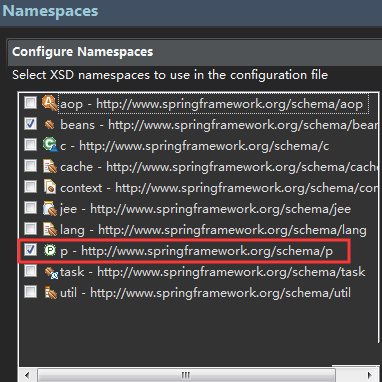 Namespaces
Configure Namespaces
Select XSD namespaces to use in the configuration file
aop - http://www.springframework.org/schema/aop
beans - http://www.springframework.org/schema/bean
c - http://www.springframework.org/schema/c
cache - http://www.springframework.org/schema/cache
context - http://www.springframework.org/schema/con
jee - http://www.springframework.org/schema/jee
lang - http://www.springframework.org/schema/lang
p - http://www.springframework.org/schema/p
task - http://www.springframework.org/schema/task
util - http://www.springframework.org/schema/util